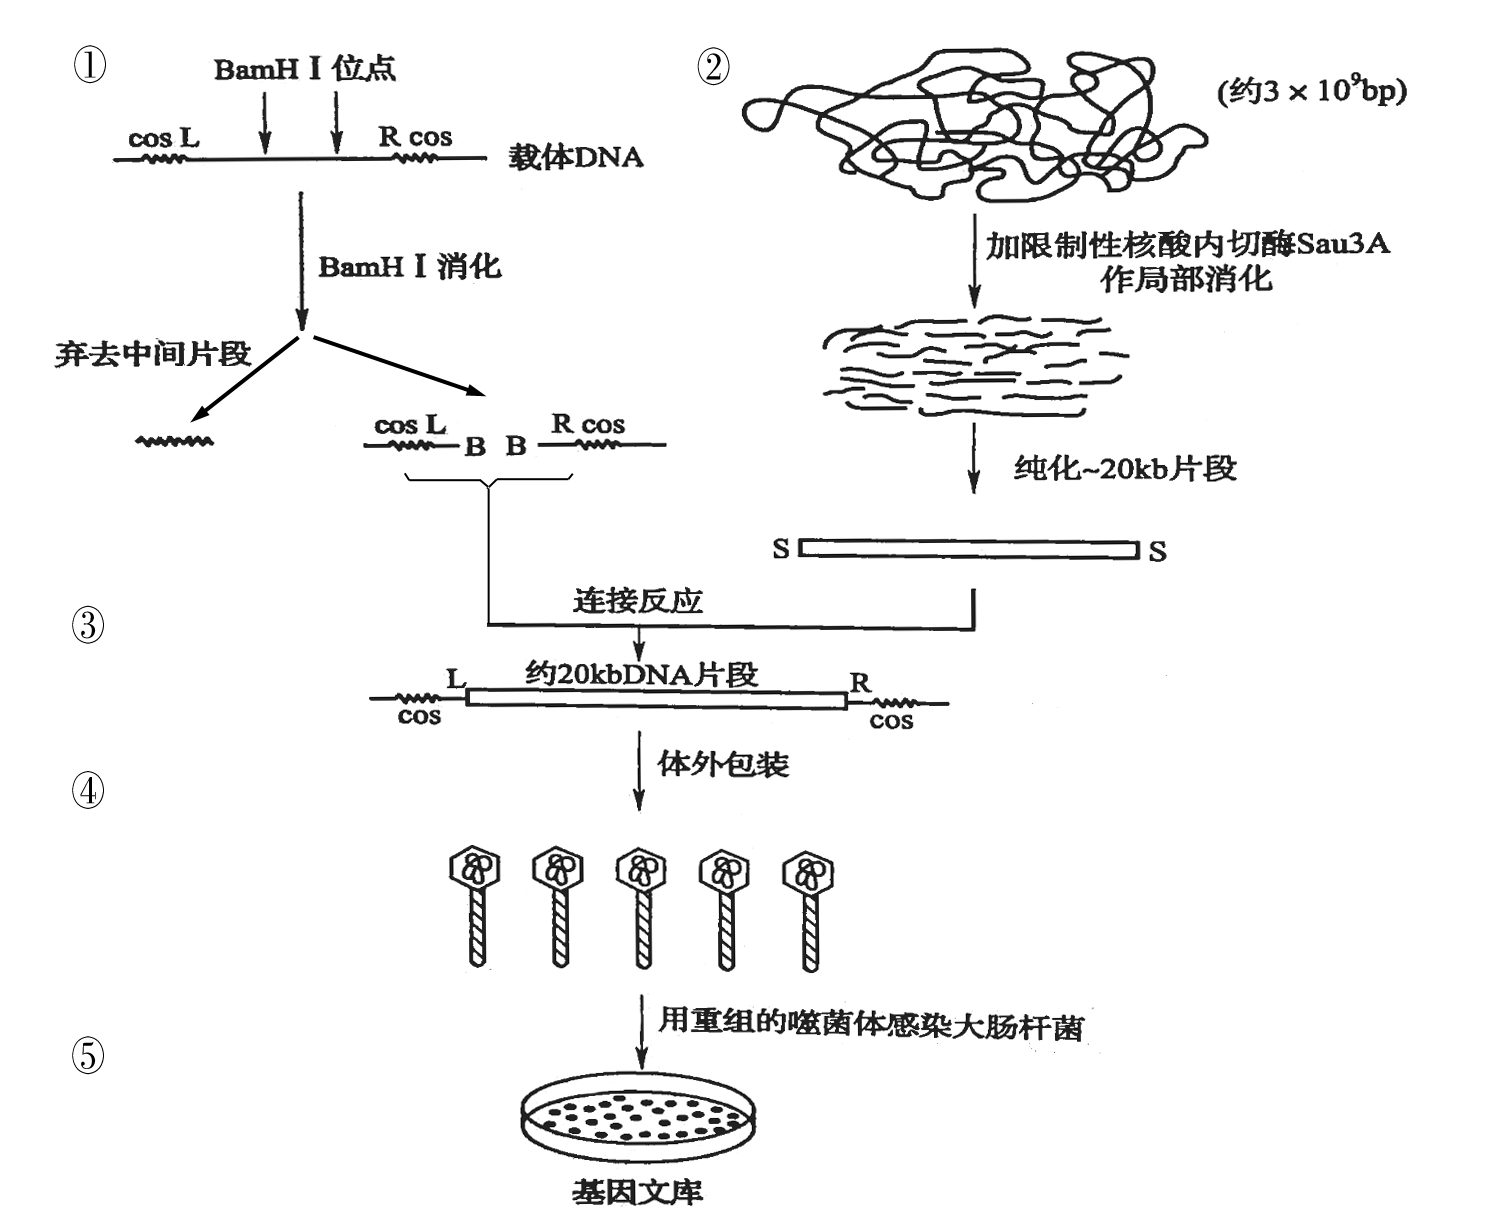 ①
BamH Ⅰ 位点
cos L
R cos
载体DNA
BamH Ⅰ 消化
弃去中间片段
cos L
B
B
R cos
②
(约3 × 10⁹bp)
加限制性核酸内切酶Sau3A
作局部消化
纯化~20kb片段
S
S
③
连接反应
L
约20kbDNA片段
R
cos
cos
④
体外包装
⑤
用重组的噬菌体感染大肠杆菌
基因文库